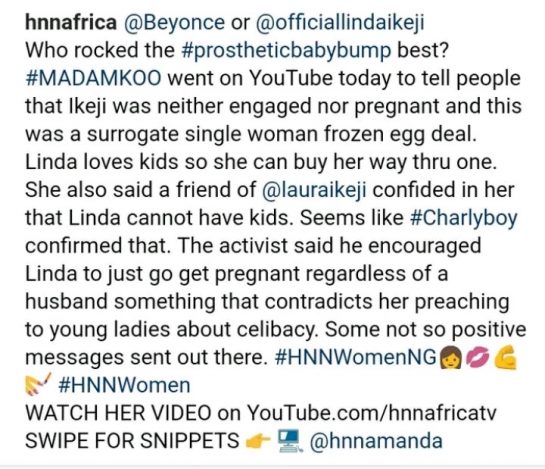 hnnafrica @Beyonce or @officiallindaikeji
Who rocked the #prostheticbabybump best?
#MADAMKOO went on YouTube today to tell people
that Ikeji was neither engaged nor pregnant and this
was a surrogate single woman frozen egg deal.
Linda loves kids so she can buy her way thru one.
She also said a friend of @lauraikeji confided in her
that Linda cannot have kids. Seems like #Charlyboy
confirmed that. The activist said he encouraged
Linda to just go get pregnant regardless of a
husband something that contradicts her preaching
to young ladies about celibacy. Some not so positive
messages sent out there. #HNNWomenNG👩💋💪
💅 #HNNWomen
WATCH HER VIDEO on YouTube.com/hnnafricatv
SWIPE FOR SNIPPETS 👉 💻 @hnnamanda